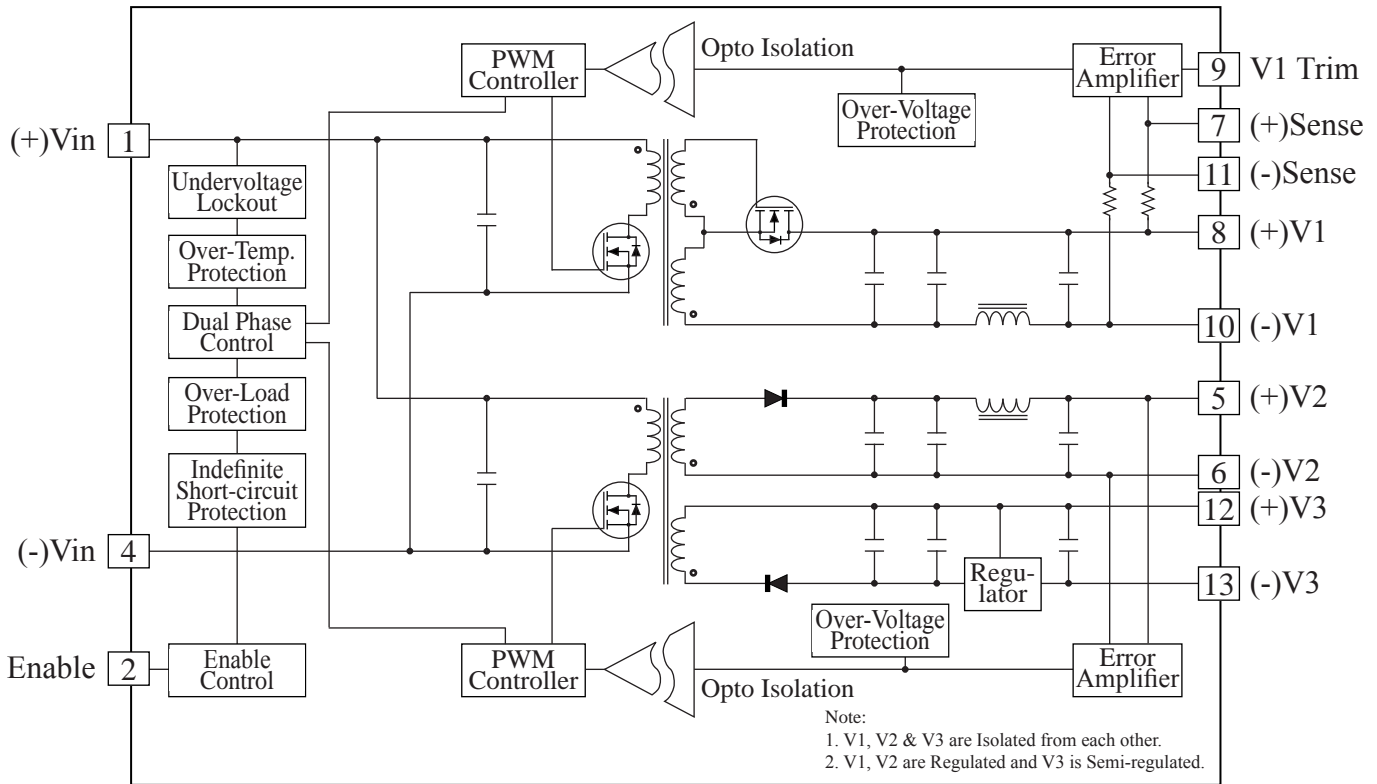 Opto Isolation
PWM
Controller
Error
Amplifier
9 V1 Trim
Over-Voltage
Protection
7 (+)Sense
(+)Vin 1
11 (-)Sense
Undervoltage
Lockout
8 (+)V1
Over-Temp.
Protection
Dual Phase
Control
10 (-)V1
Over-Load
Protection
5 (+)V2
Indefinite
Short-circuit
Protection
6 (-)V2
12 (+)V3
(-)Vin 4
Regu-
lator
13 (-)V3
Over-Voltage
Protection
Enable 2
Enable
Control
PWM
Controller
Opto Isolation
Error
Amplifier
Note:
1. V1, V2 & V3 are Isolated from each other.
2. V1, V2 are Regulated and V3 is Semi-regulated.